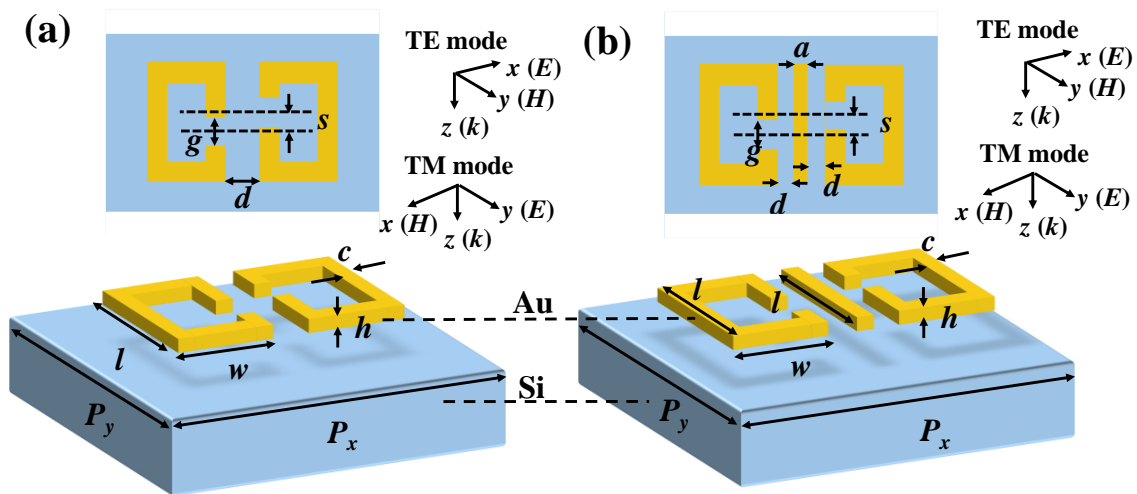 (a)
TE mode
x (E)
y (H)
z (k)
s
g
d
TM mode
x (H)
y (E)
z (k)
c
l
h
w
P_y
P_x
Au
Si
(b)
a
TE mode
x (E)
y (H)
z (k)
s
g
d
d
TM mode
x (H)
y (E)
z (k)
c
l
l
h
w
P_y
P_x